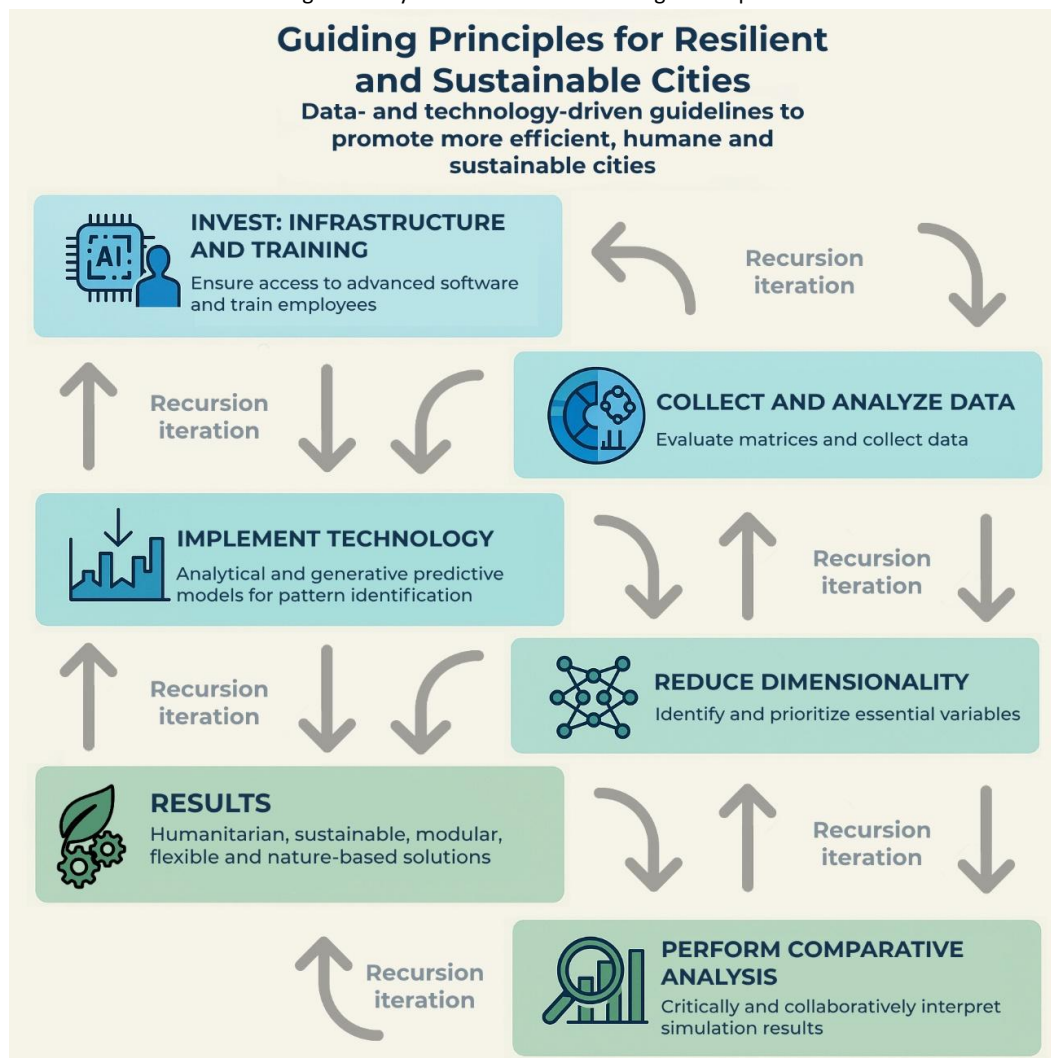 Guiding Principles for Resilient
and Sustainable Cities
Data- and technology-driven guidelines to
promote more efficient, humane and
sustainable cities
AI
INVEST: INFRASTRUCTURE
AND TRAINING
Ensure access to advanced software
and train employees
Recursion
iteration
Recursion
iteration
COLLECT AND ANALYZE DATA
Evaluate matrices and collect data
IMPLEMENT TECHNOLOGY
Analytical and generative predictive
models for pattern identification
Recursion
iteration
Recursion
iteration
REDUCE DIMENSIONALITY
Identify and prioritize essential variables
RESULTS
Humanitarian, sustainable, modular,
flexible and nature-based solutions
Recursion
iteration
Recursion
iteration
PERFORM COMPARATIVE
ANALYSIS
Critically and collaboratively interpret
simulation results